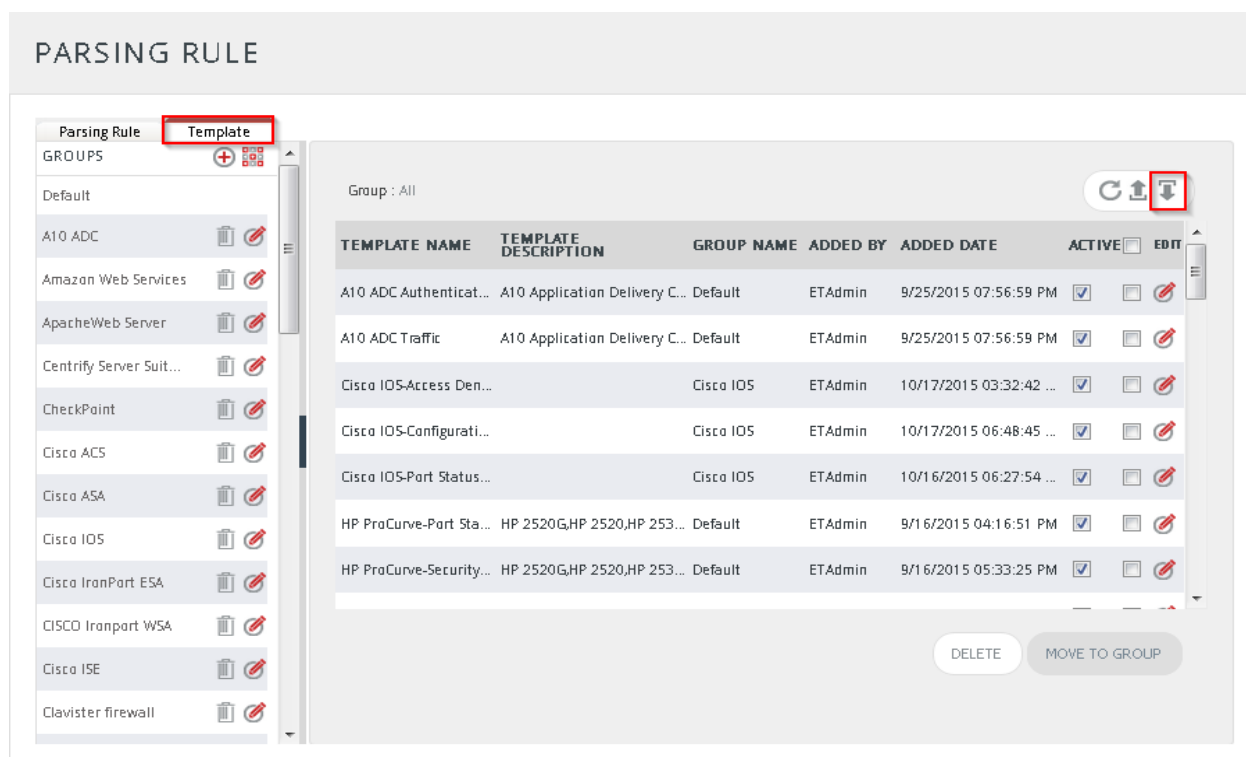 PARSING RULE
Parsing Rule Template
GROUPS
Default
A10 ADC
Amazon Web Services
ApacheWeb Server
Centrify Server Suit...
CheckPoint
Cisco ACS
Cisco ASA
Cisco IOS
Cisco IronPort ESA
CISCO Ironport WSA
Cisco ISE
Clavister firewall
Group : All
TEMPLATE NAME TEMPLATE DESCRIPTION GROUP NAME ADDED BY ADDED DATE ACTIVE EDIT
A10 ADC Authenticat... A10 Application Delivery C... Default ETAdmin 9/25/2015 07:56:59 PM
A10 ADC Traffic A10 Application Delivery C... Default ETAdmin 9/25/2015 07:56:59 PM
Cisco IOS-Access Den... Cisco IOS ETAdmin 10/17/2015 03:32:42 ...
Cisco IOS-Configurati... Cisco IOS ETAdmin 10/17/2015 06:48:45 ...
Cisco IOS-Port Status... Cisco IOS ETAdmin 10/16/2015 06:27:54 ...
HP ProCurve-Port Sta... HP 2520G,HP 2520,HP 253... Default ETAdmin 9/16/2015 04:16:51 PM
HP ProCurve-Security... HP 2520G,HP 2520,HP 253... Default ETAdmin 9/16/2015 05:33:25 PM
DELETE MOVE TO GROUP